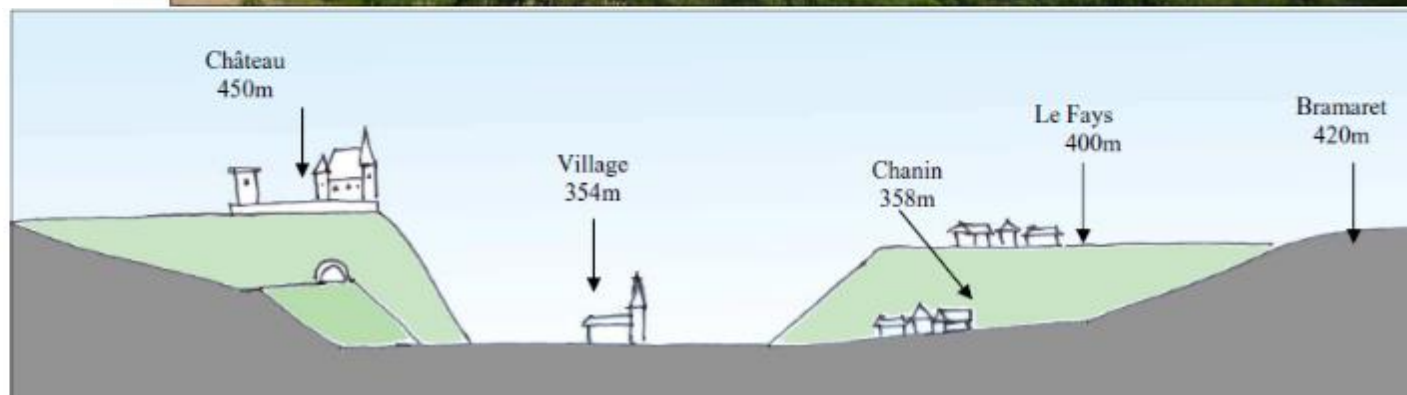 Château
450m
Village
354m
Chanin
358m
Le Fays
400m
Bramaret
420m